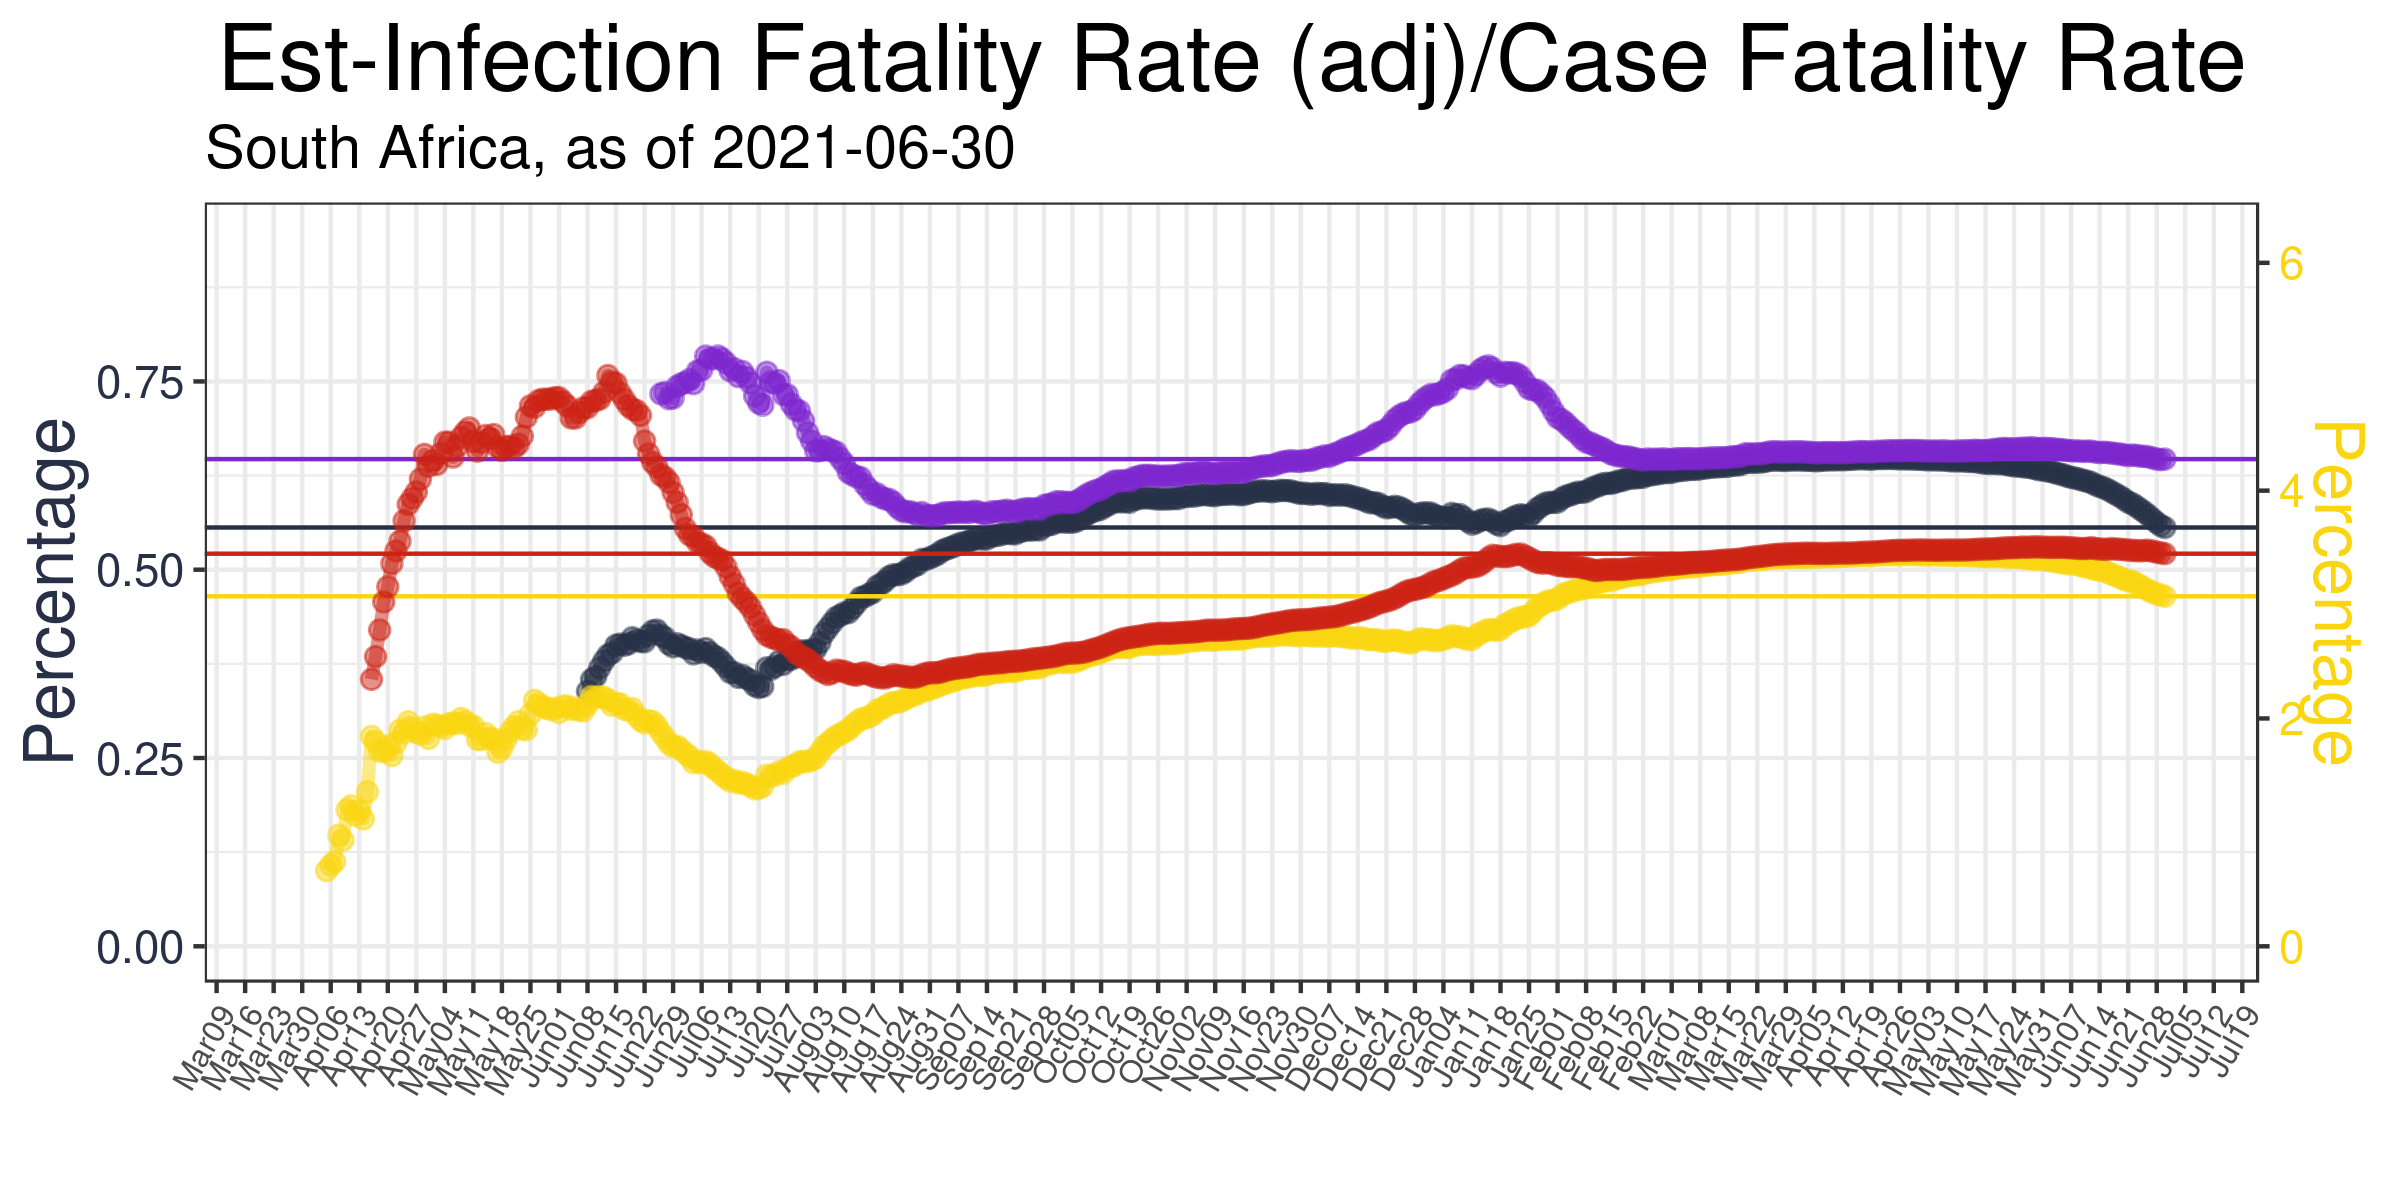 Est-Infection Fatality Rate (adj)/Case Fatality Rate
South Africa, as of 2021-06-30
Percentage
0.75
0.50
0.25
0.00
6
4
2
0
Percentage
Mar09
Mar16
Mar23
Mar30
Apr06
Apr13
Apr20
Apr27
May04
May11
May18
May25
Jun01
Jun08
Jun15
Jun22
Jun29
Jul06
Jul13
Jul20
Jul27
Aug03
Aug10
Aug17
Aug24
Aug31
Sep07
Sep14
Sep21
Sep28
Oct05
Oct12
Oct19
Oct26
Nov02
Nov09
Nov16
Nov23
Nov30
Dec07
Dec14
Dec21
Dec28
Jan04
Jan11
Jan18
Jan25
Feb01
Feb08
Feb15
Feb22
Mar01
Mar08
Mar15
Mar22
Mar29
Apr05
Apr12
Apr19
Apr26
May03
May10
May17
May24
May31
Jun07
Jun14
Jun21
Jun28
Jul05
Jul12
Jul19